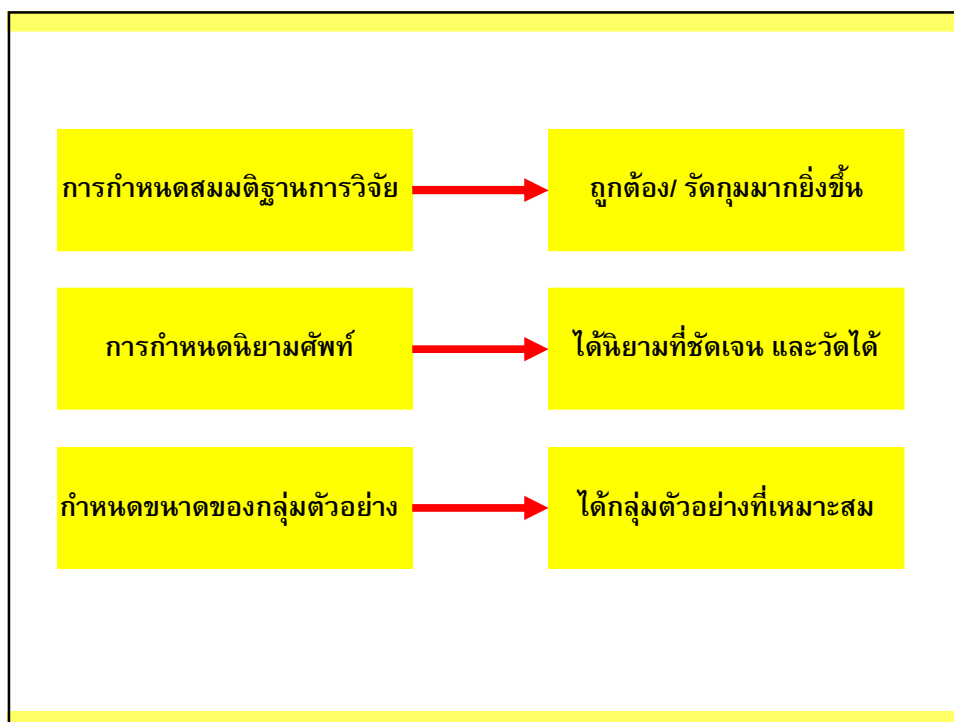 การกำหนดสมมติฐานการวิจัย
ถูกต้อง/ รัดกุมมากยิ่งขึ้น
การกำหนดนิยามศัพท์
ได้นิยามที่ชัดเจน และวัดได้
กำหนดขนาดของกลุ่มตัวอย่าง
ได้กลุ่มตัวอย่างที่เหมาะสม